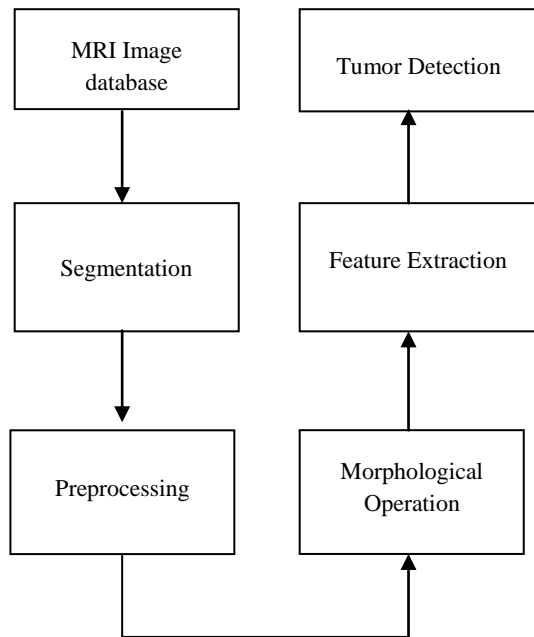 MRI Image
database
Segmentation
Preprocessing
Morphological
Operation
Feature Extraction
Tumor Detection